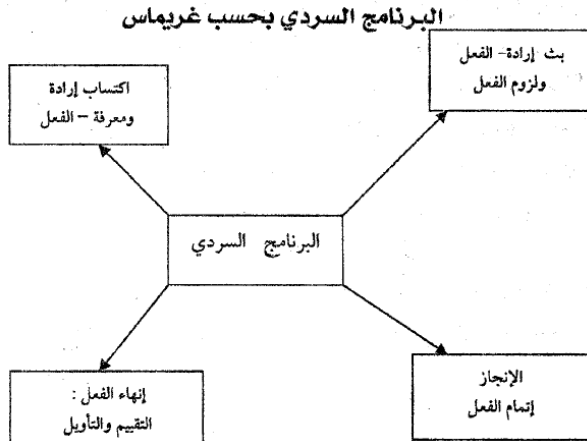 البرنامج السردي بحسب غريماس
بث إرادة- الفعل
ولزوم الفعل
اكتساب إرادة
ومعرفة – الفعل
البرنامج السردي
الإنجاز
إتمام الفعل
إنهاء الفعل :
التقييم والتأويل